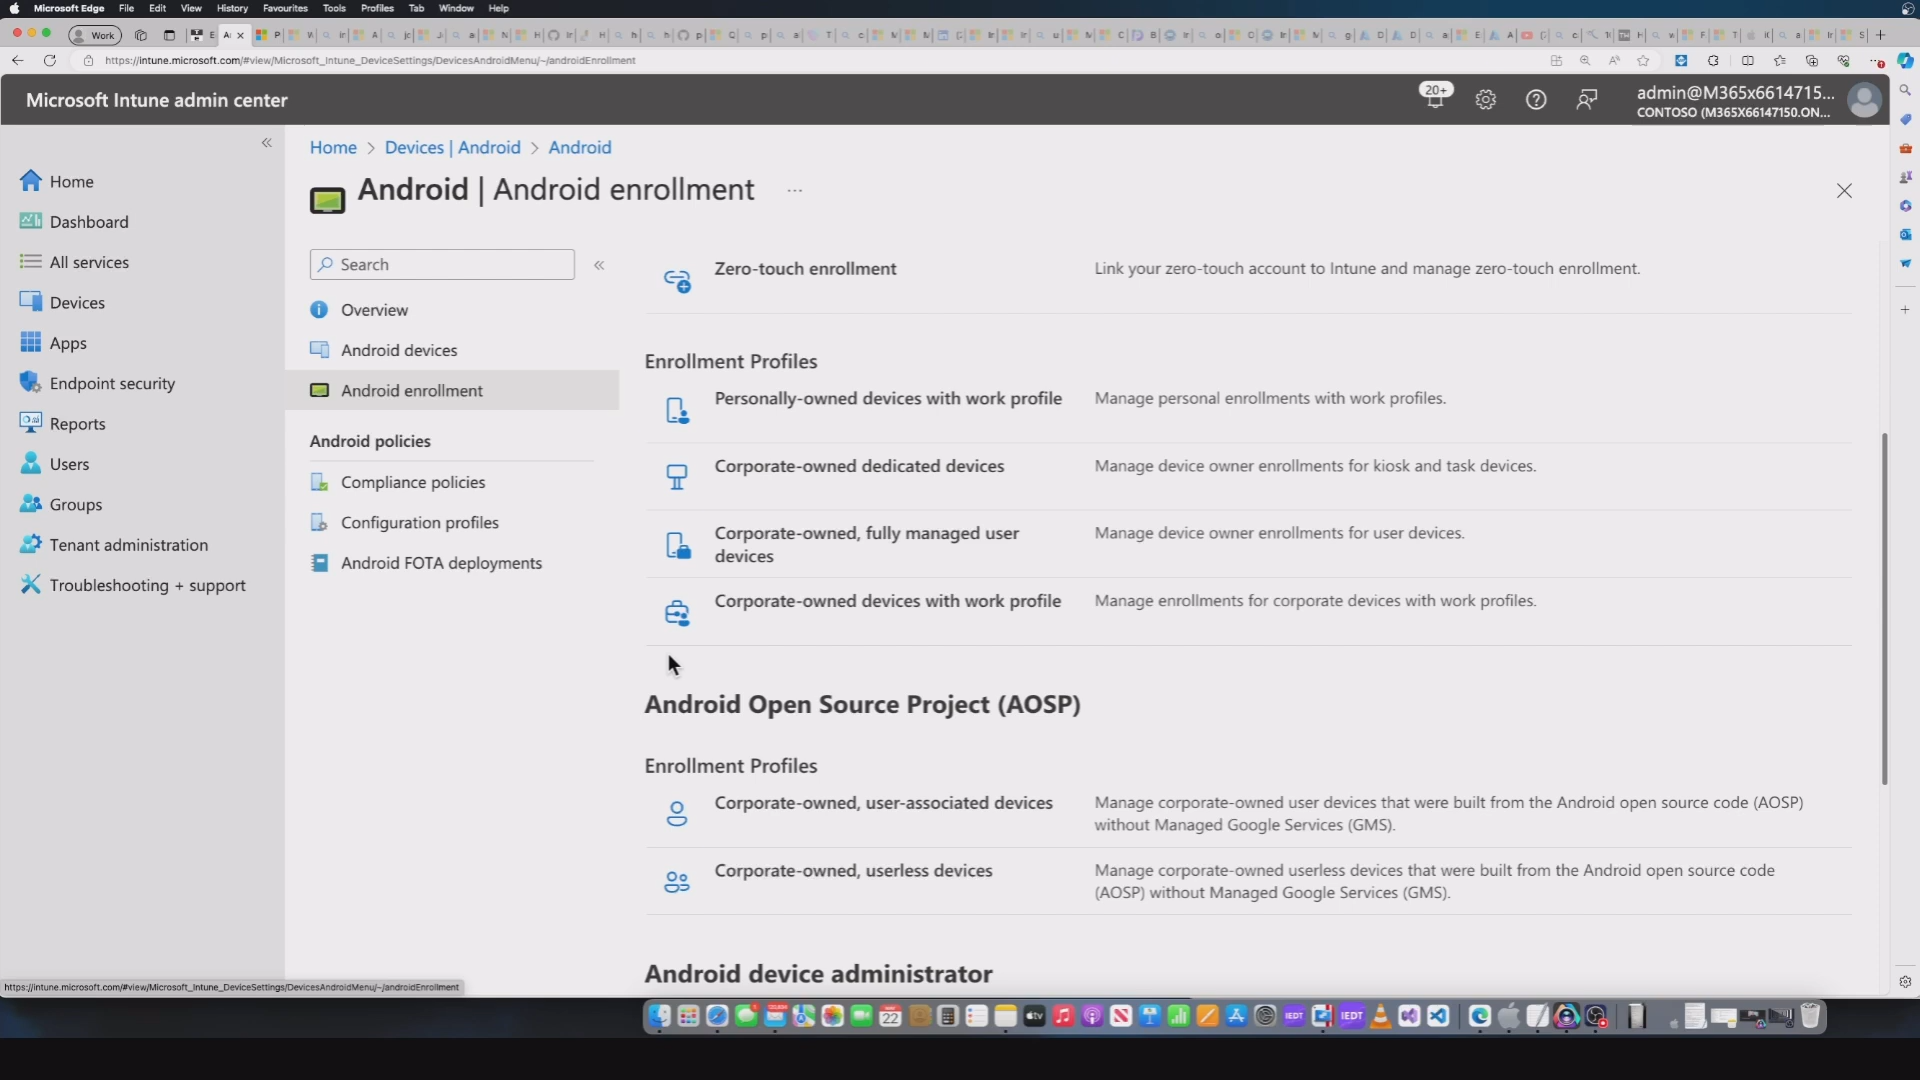 Microsoft Edge File Edit View History Favourites Tools Profiles Tab Window Help
Work
https://intune.microsoft.com/#view/Microsoft_Intune_DeviceSettings/DevicesAndroidMenu/~/androidEnrollment
Microsoft Intune admin center
20+
admin@M365x6614715...
CONTOSO (M365X66147150.ON...
Home > Devices | Android > Android
Android | Android enrollment ...
Home
Dashboard
All services
Devices
Apps
Endpoint security
Reports
Users
Groups
Tenant administration
Troubleshooting + support
Search
Overview
Android devices
Android enrollment
Android policies
Compliance policies
Configuration profiles
Android FOTA deployments
Zero-touch enrollment
Link your zero-touch account to Intune and manage zero-touch enrollment.
Enrollment Profiles
Personally-owned devices with work profile
Manage personal enrollments with work profiles.
Corporate-owned dedicated devices
Manage device owner enrollments for kiosk and task devices.
Corporate-owned, fully managed user
devices
Manage device owner enrollments for user devices.
Corporate-owned devices with work profile
Manage enrollments for corporate devices with work profiles.
Android Open Source Project (AOSP)
Enrollment Profiles
Corporate-owned, user-associated devices
Manage corporate-owned user devices that were built from the Android open source code (AOSP)
without Managed Google Services (GMS).
Corporate-owned, userless devices
Manage corporate-owned userless devices that were built from the Android open source code
(AOSP) without Managed Google Services (GMS).
Android device administrator
https://intune.microsoft.com/#view/Microsoft_Intune_DeviceSettings/DevicesAndroidMenu/~/androidEnrollment
22
tv
IEDT
IEDT